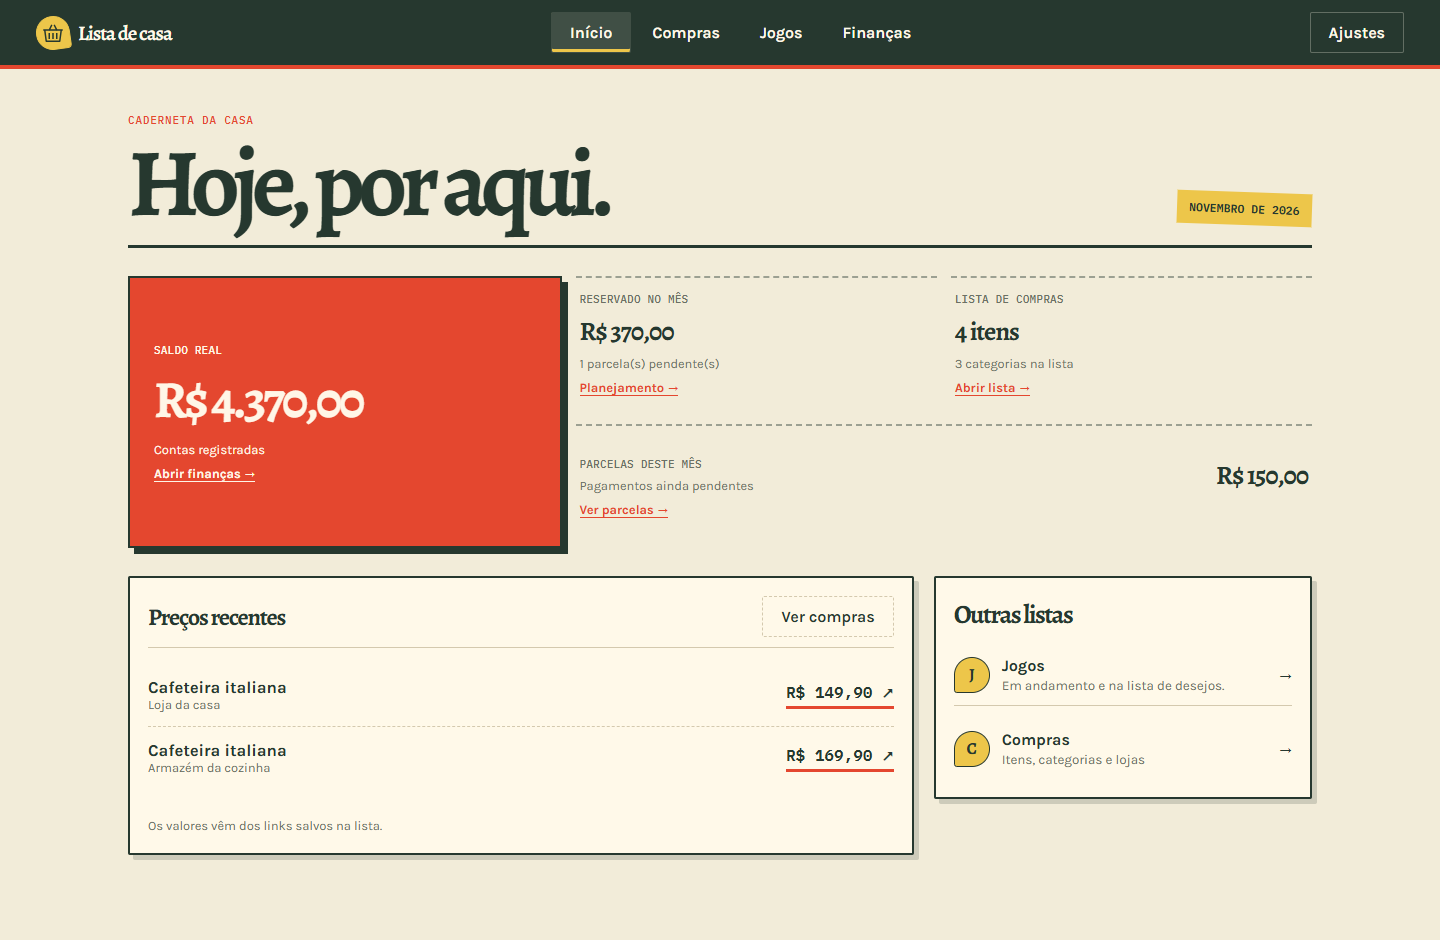 Lista de casa
Início
Compras
Jogos
Finanças
Ajustes
CADERNETA DA CASA
Hoje, por aqui.
NOVEMBRO DE 2026
SALDO REAL
R$ 4.370,00
Contas registradas
Abrir finanças →
RESERVADO NO MÊS
R$ 370,00
1 parcela(s) pendente(s)
Planejamento →
LISTA DE COMPRAS
4 itens
3 categorias na lista
Abrir lista →
PARCELAS DESTE MÊS
Pagamentos ainda pendentes
Ver parcelas →
R$ 150,00
Preços recentes
Ver compras
Cafeteira italiana
Loja da casa
R$ 149,90 ↗
Cafeteira italiana
Armazém da cozinha
R$ 169,90 ↗
Os valores vêm dos links salvos na lista.
Outras listas
J
Jogos
Em andamento e na lista de desejos.
→
C
Compras
Itens, categorias e lojas
→